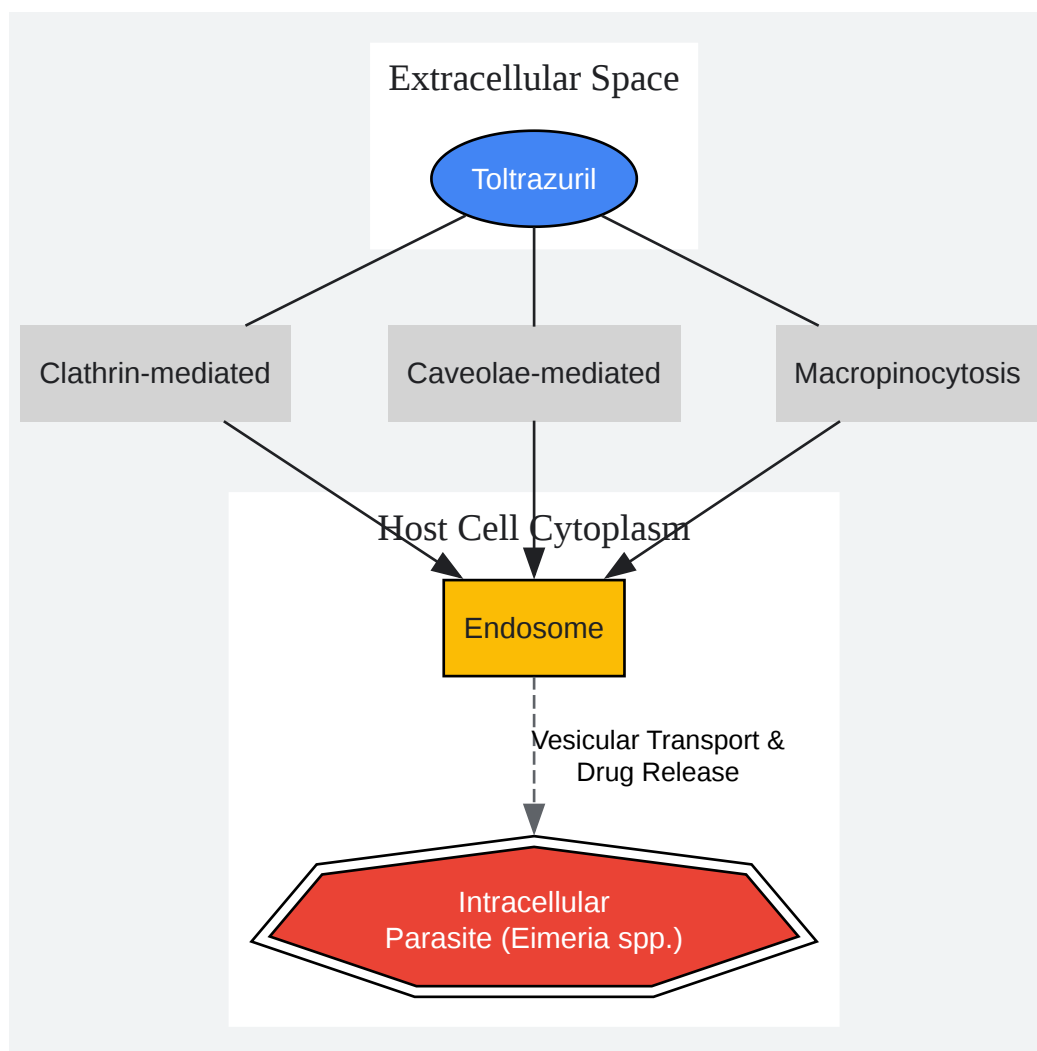 Extracellular Space
Toltrazuril
Clathrin-mediated
Caveolae-mediated
Macropinocytosis
Host Cell Cytoplasm
Endosome
Vesicular Transport &
Drug Release
Intracellular
Parasite (Eimeria spp.)